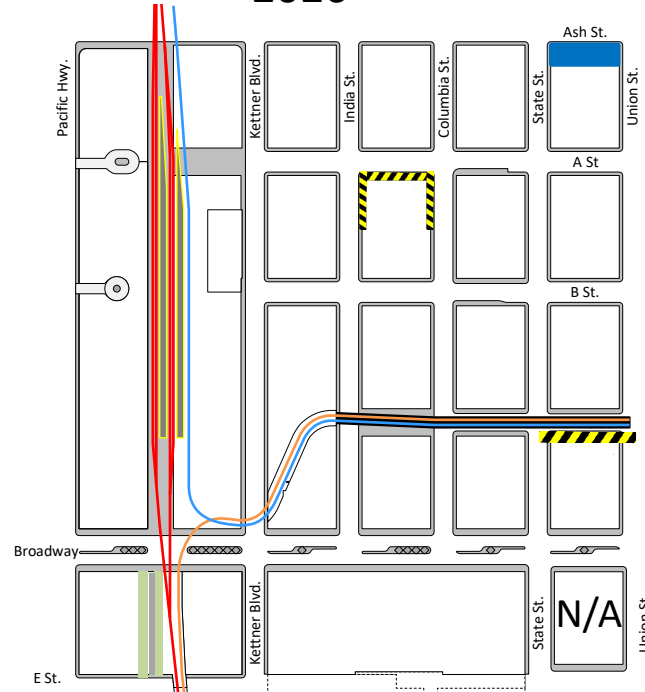 Ash St.
Pacific Hwy.
Kettner Blvd.
India St.
Columbia St.
State St.
Union St.
A St
B St.
Broadway
Kettner Blvd.
State St.
N/A
E St.